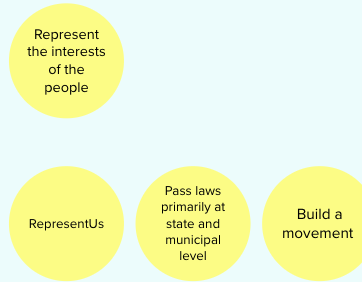 Represent
the interests
of the
people
RepresentUs
Pass laws
primarily at
state and
municipal
level
Build a
movement